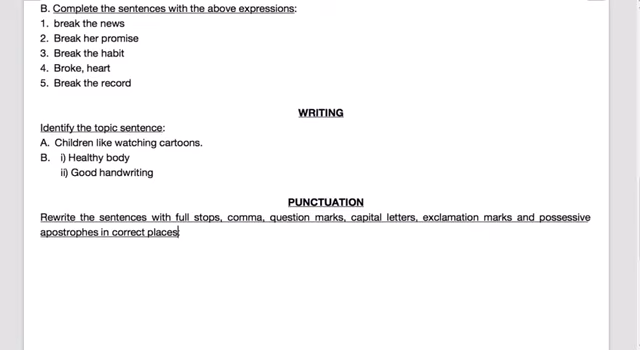 B. Complete the sentences with the above expressions:
1. break the news
2. Break her promise
3. Break the habit
4. Broke, heart
5. Break the record
WRITING
Identify the topic sentence:
A. Children like watching cartoons.
B. i) Healthy body
ii) Good handwriting
PUNCTUATION
Rewrite the sentences with full stops, comma, question marks, capital letters, exclamation marks and possessive
apostrophes in correct places